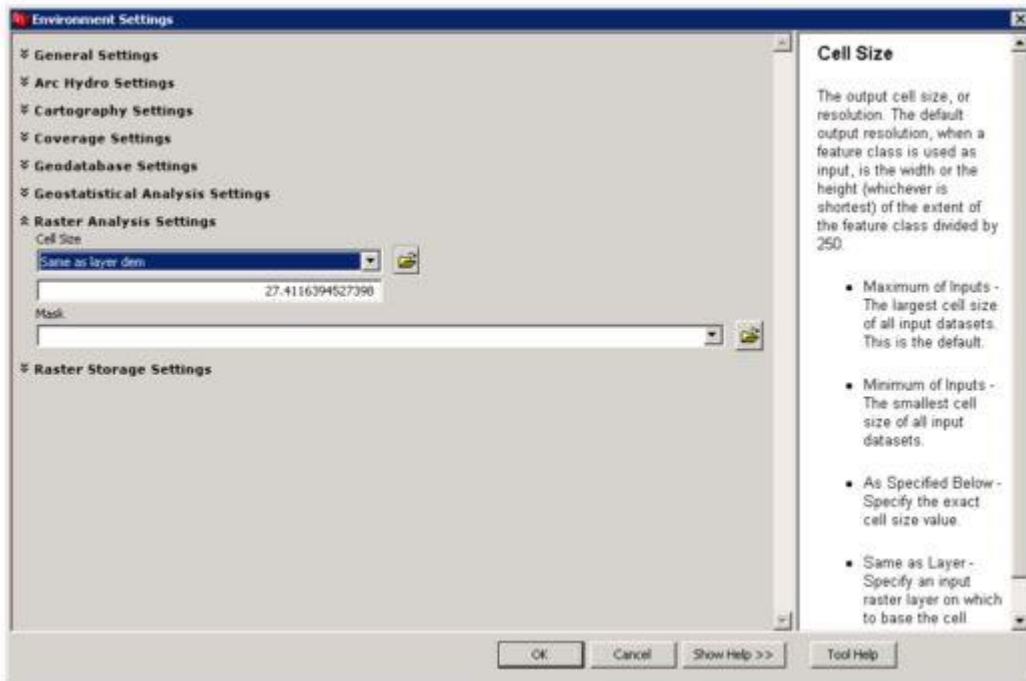 Environment Settings
General Settings
Arc Hydro Settings
Cartography Settings
Coverage Settings
Geodatabase Settings
Geostatistical Analysis Settings
Raster Analysis Settings
Cell Size
Same as layer dem
27.4116394527398
Mask
Raster Storage Settings
OK
Cancel
Show Help >>
Cell Size
The output cell size, or
resolution. The default
output resolution, when a
feature class is used as
input, is the width or the
height (whichever is
shortest) of the extent of
the feature class divided by
250.
• Maximum of Inputs -
The largest cell size
of all input datasets.
This is the default.
• Minimum of Inputs -
The smallest cell
size of all input
datasets.
• As Specified Below -
Specify the exact
cell size value.
• Same as Layer -
Specify an input
raster layer on which
to base the cell
Tool Help